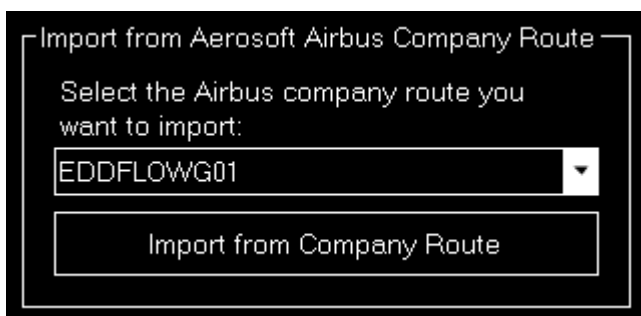 Import from Aerosoft Airbus Company Route
Select the Airbus company route you
want to import:
EDDFLOWG01
Import from Company Route